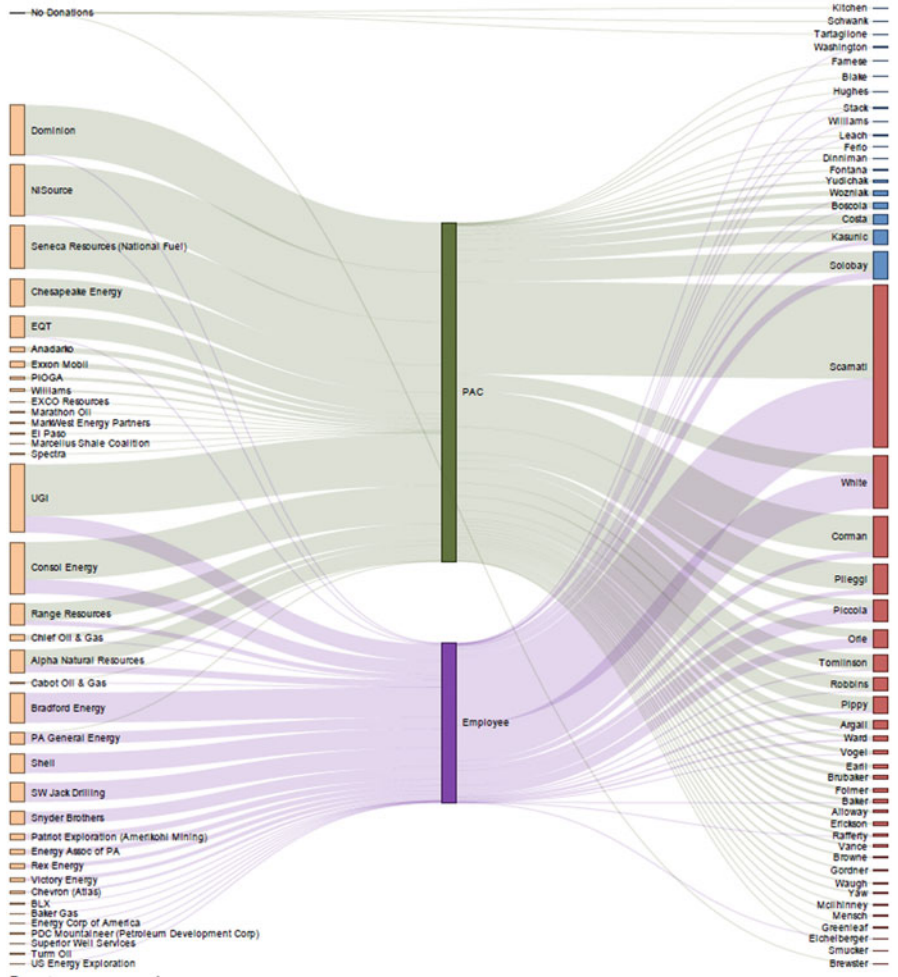 No Donations
Dominion
NiSource
Seneca Resources (National Fuel)
Chesapeake Energy
EQT
Anadarko
Exxon Mobil
PIOGA
Williams
EXCO Resources
Marathon Oil
MarkWest Energy Partners
El Paso
Marcellus Shale Coalition
Spectra
UGI
Consol Energy
Range Resources
Chief Oil & Gas
Alpha Natural Resources
Cabot Oil & Gas
Bradford Energy
PA General Energy
Shell
SW Jack Drilling
Snyder Brothers
Patriot Exploration (Amerikohl Mining)
Energy Assoc of PA
Rex Energy
Victory Energy
Chevron (Atlas)
BLX
Baker Gas
Energy Corp of America
PDC Mountaineer (Petroleum Development Corp)
Superior Well Services
Turm Oil
US Energy Exploration
PAC
Employee
Kitchen
Schwank
Tartaglione
Washington
Farnese
Blake
Hughes
Stack
Williams
Leach
Ferlo
Dinniman
Fontana
Yudichak
Wozniak
Boscola
Costa
Kasunic
Solobay
Scarnati
White
Corman
Pileggi
Piccola
Orie
Tomlinson
Robbins
Pippy
Argall
Ward
Vogel
Earll
Brubaker
Folmer
Baker
Alloway
Erickson
Rafferty
Vance
Browne
Gordner
Waugh
Yaw
McIlhinney
Mensch
Greenleaf
Eichelberger
Smucker
Brewster